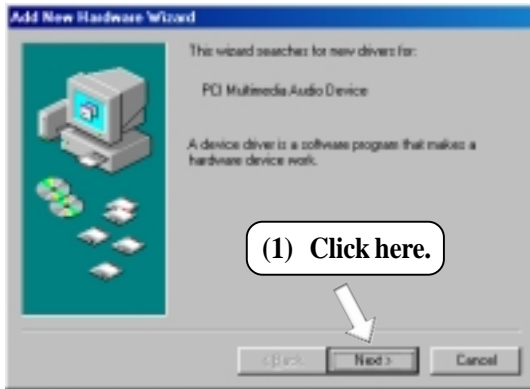 Add New Hardware Wizard
This wizard searches for new drivers for:
PCI Multimedia Audio Device
A device driver is a software program that makes a
hardware device work.
(1) Click here.
< Back Next > Cancel